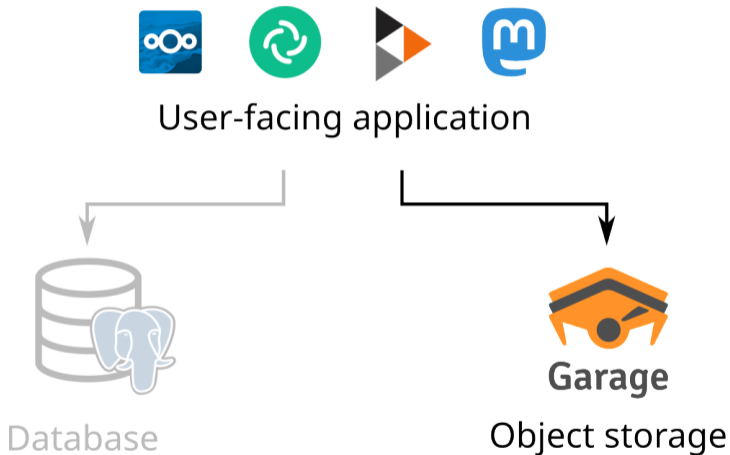 User-facing application
Garage
Database
Object storage